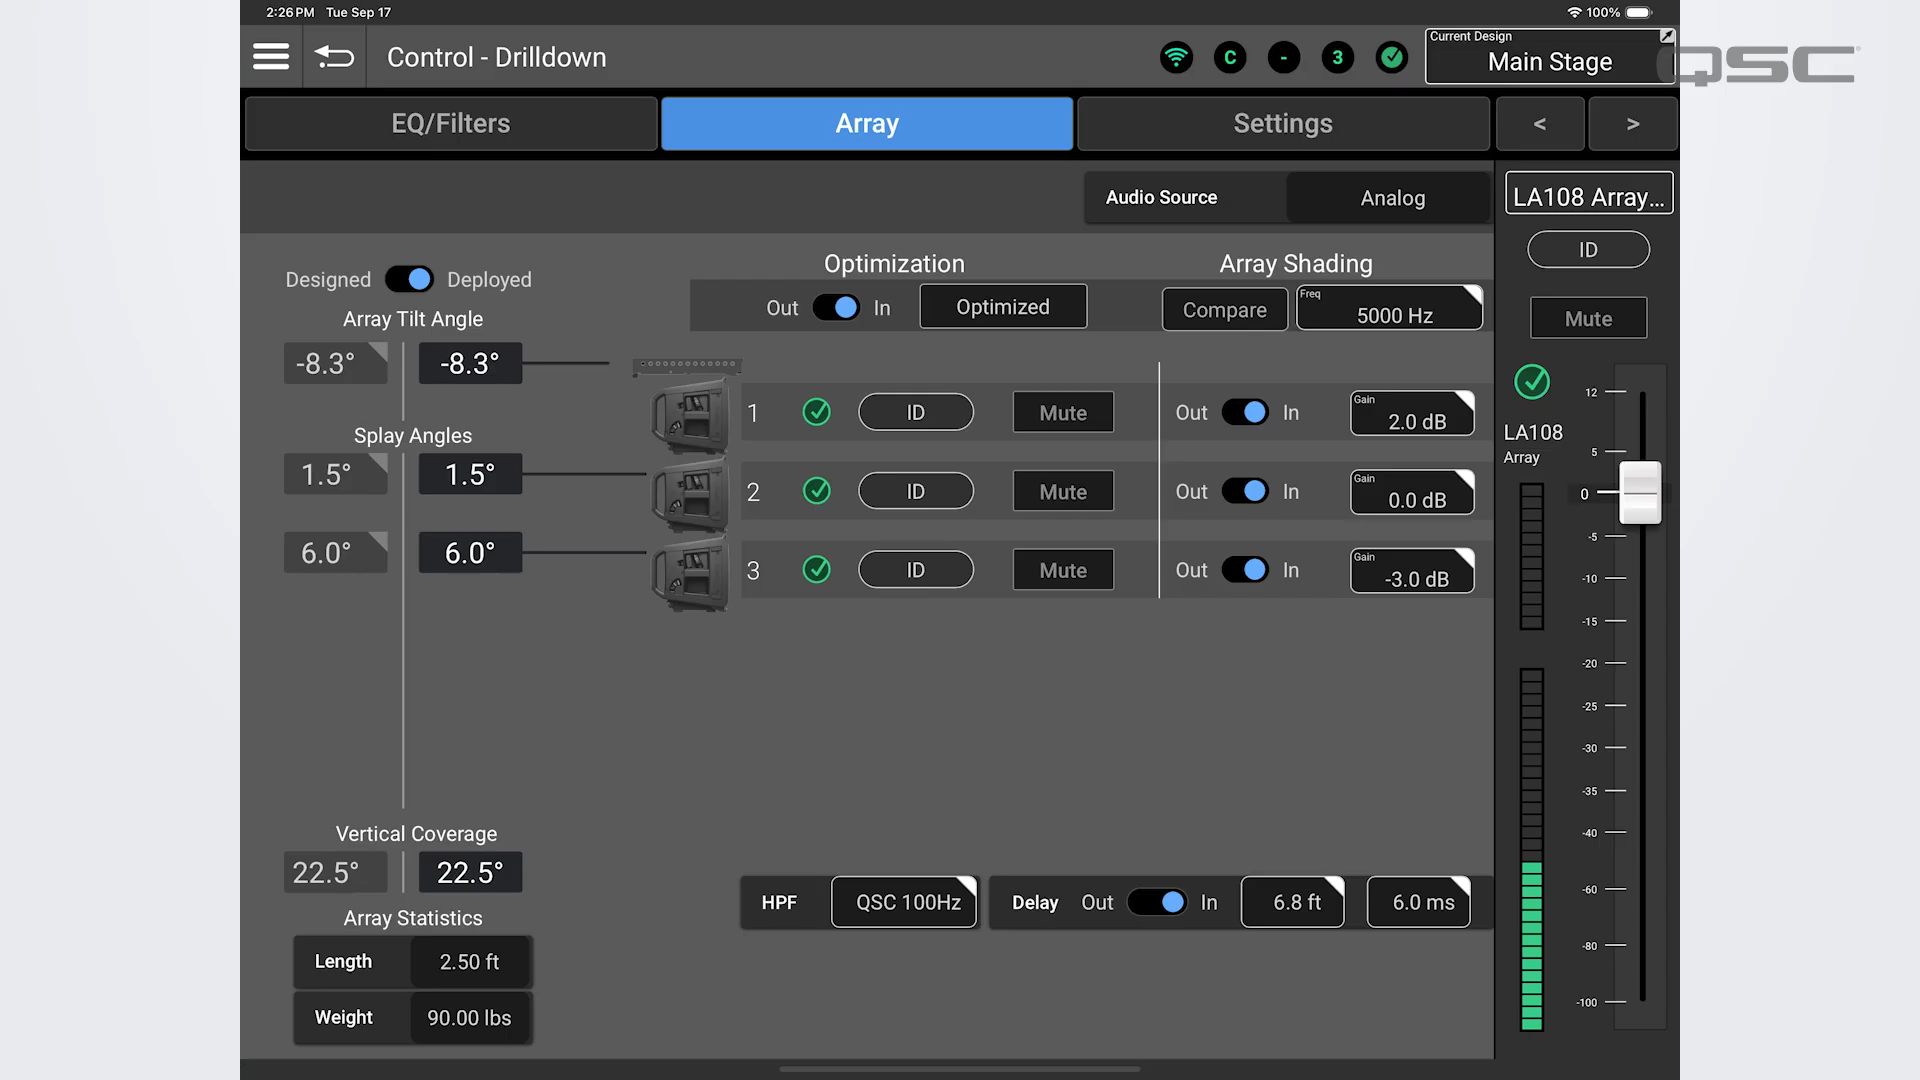 2:26 PM Tue Sep 17
100%
Control - Drilldown
C
-
3
Current Design
Main Stage
QSC
EQ/Filters
Array
Settings
<
>
Audio Source
Analog
LA108 Array...
ID
Mute
LA108
Array
12
5
0
-5
-10
-15
-20
-25
-30
-35
-40
-60
-80
-100
Designed
Deployed
Array Tilt Angle
-8.3°
-8.3°
Splay Angles
1.5°
1.5°
6.0°
6.0°
Vertical Coverage
22.5°
22.5°
Array Statistics
Length
2.50 ft
Weight
90.00 lbs
Optimization
Out
In
Optimized
Array Shading
Compare
Freq
5000 Hz
1
ID
Mute
Out
In
Gain
2.0 dB
2
ID
Mute
Out
In
Gain
0.0 dB
3
ID
Mute
Out
In
Gain
-3.0 dB
HPF
QSC 100Hz
Delay
Out
In
6.8 ft
6.0 ms